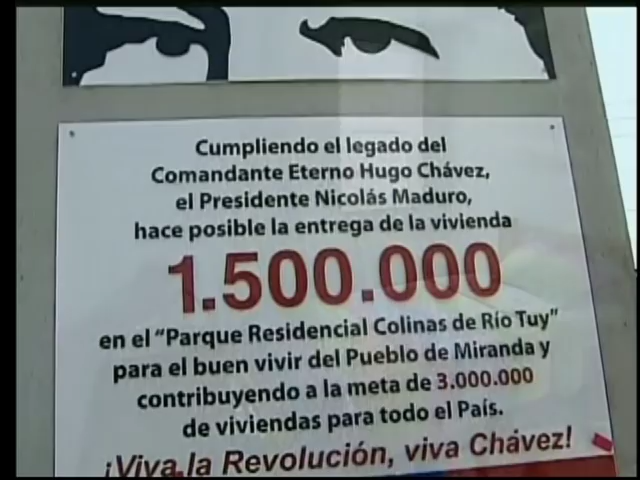 Cumpliendo el legado del
Comandante Eterno Hugo Chávez,
el Presidente Nicolás Maduro,
hace posible la entrega de la vivienda
1.500.000
en el "Parque Residencial Colinas de Río Tuy"
para el buen vivir del Pueblo de Miranda y
contribuyendo a la meta de 3.000.000
de viviendas para todo el País.
¡Viva la Revolución, viva Chávez!